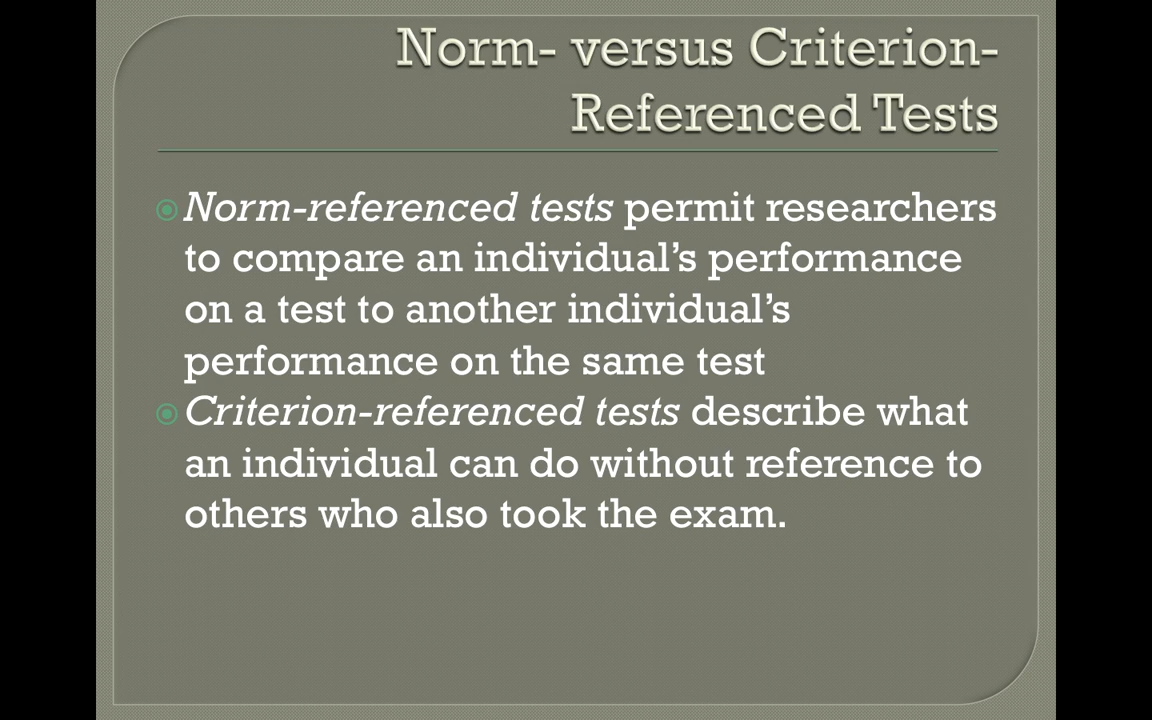 Norm- versus Criterion-
Referenced Tests
Norm-referenced tests permit researchers
to compare an individual’s performance
on a test to another individual’s
performance on the same test
Criterion-referenced tests describe what
an individual can do without reference to
others who also took the exam.